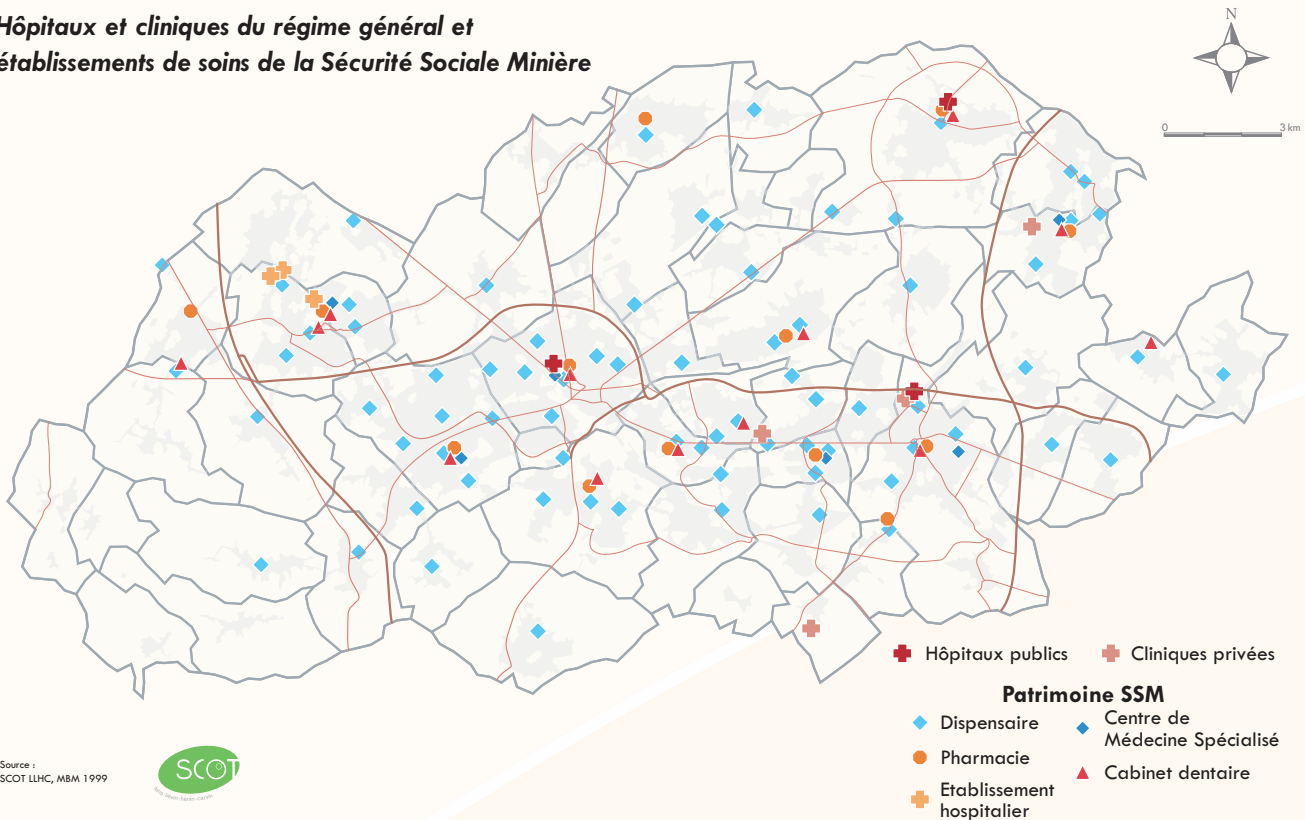 Hôpitaux et cliniques du régime général et
établissements de soins de la Sécurité Sociale Minière
N
0 3 km
Hôpitaux publics
Cliniques privées
Patrimoine SSM
Dispensaire
Centre de
Médecine Spécialisé
Pharmacie
Cabinet dentaire
Etablissement
hospitalier
Source :
SCOT LLHC, MBM 1999
SCOT